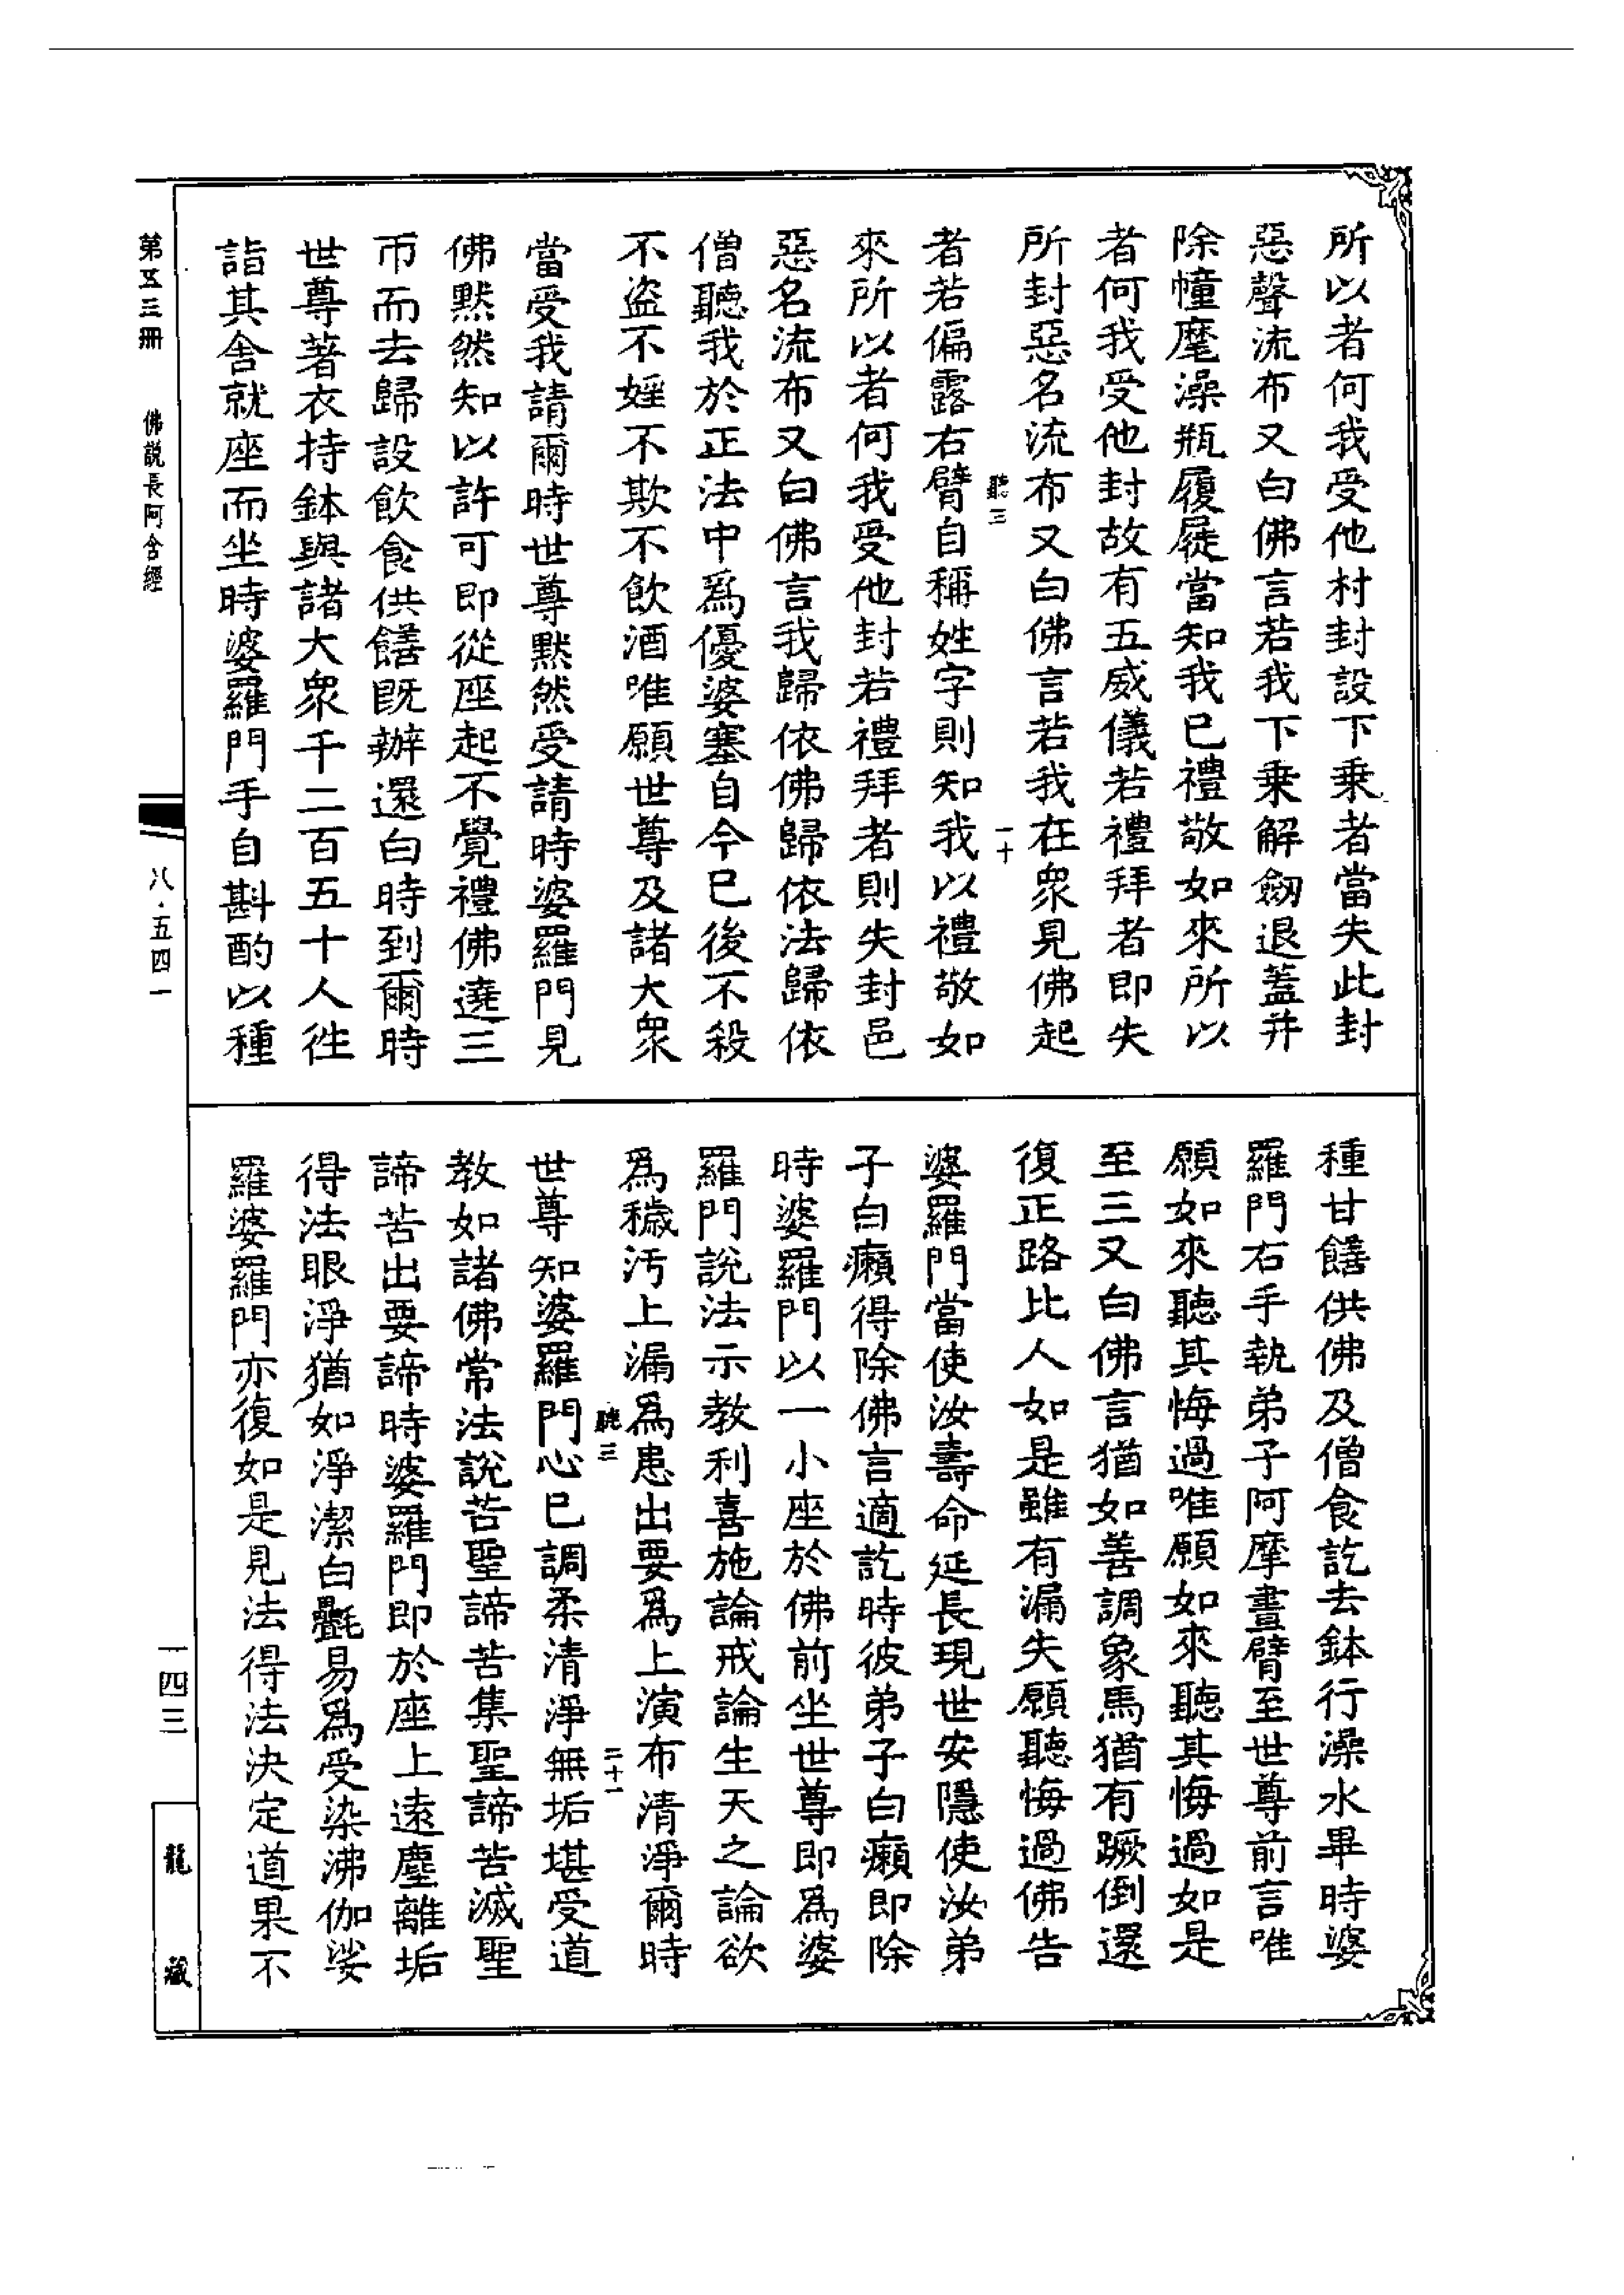 所以者何我受他村封設下乗者當失此封
惡聲流布又白佛言若我下乗解劔退蓋并
除幢麾澡瓶履屣當知我已禮敬如來所以
者何我受他封故有五威儀若禮拜者即失
所封惡名流布又白佛言若我在衆見佛起
聽三
一十
者若偏露右臂自稱姓字則知我以禮敬如
來所以者何我受他封若禮拜者則失封邑
惡名流布又白佛言我歸依佛歸依法歸依
僧聽我於正法中爲優婆塞自今已後不殺
不盜不婬不欺不飲酒唯願世尊及諸大衆
當受我請爾時世尊黙然受請時婆羅門見
佛黙然知以許可即從座起不覺禮佛遶三
帀而去歸設飲食供饍旣辦還白時到爾時
世尊著衣持鉢與諸大衆千二百五十人徃
詣其舍就座而坐時婆羅門手自斟酌以種
種甘饍供佛及僧食訖去鉢行澡水畢時婆
羅門右手執弟子阿摩晝臂至世尊前言唯
願如來聽其悔過唯願如來聽其悔過如是
至三又白佛言猶如善調象馬猶有蹶倒還
復正路比人如是雖有漏失願聽悔過佛告
婆羅門當使汝壽命延長現世安隱使汝弟
子白癩得除佛言適訖時彼弟子白癩即除
時婆羅門以一小座於佛前坐世尊即爲婆
羅門說法示教利喜施論戒論生天之論欲
爲穢汚上漏爲患出要爲上演布清淨爾時
聽三
二十一
世尊知婆羅門心已調柔清淨無垢堪受道
教如諸佛常法說苦聖諦苦集聖諦苦滅聖
諦苦出要諦時婆羅門即於座上遠塵離垢
得法眼淨猶如淨潔白㲲易爲受染沸伽娑
羅婆羅門亦復如是見法得法決定道果不
第五三冊
佛説長阿含經
八·五四一
一四三
龍藏